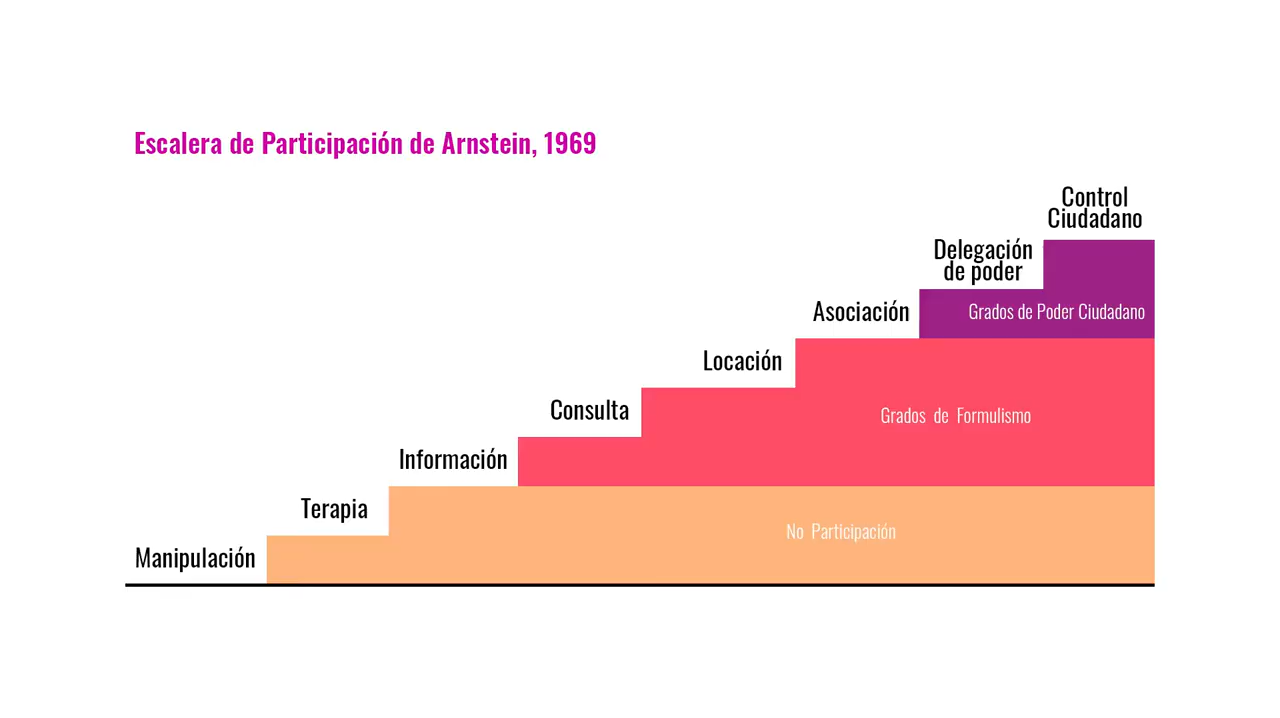 Escalera de Participación de Arnstein, 1969
Control
Ciudadano
Delegación
de poder
Asociación
Grados de Poder Ciudadano
Locación
Consulta
Grados de Formulismo
Información
Terapia
No Participación
Manipulación